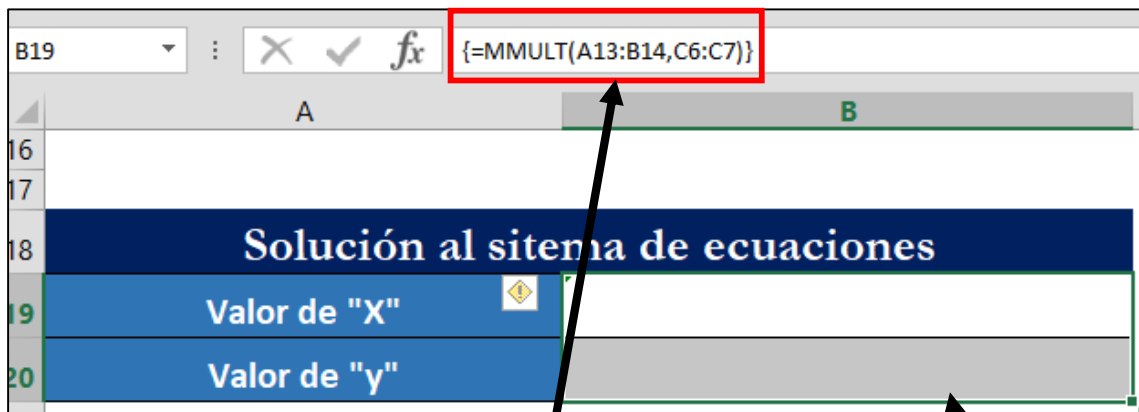 B19 fx {=MMULT(A13:B14,C6:C7)}
A B
16
17
18 Solución al sitema de ecuaciones
19 Valor de "X"
20 Valor de "y"